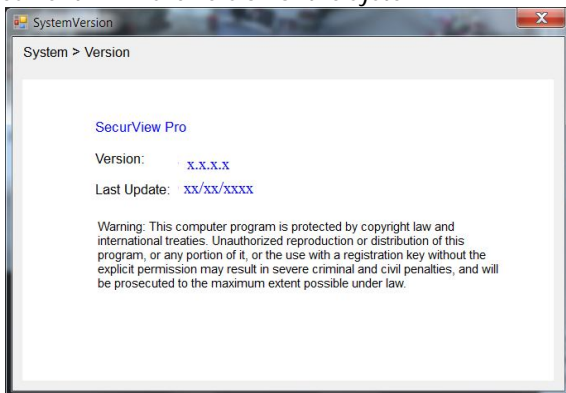 SystemVersion
System > Version
SecurView Pro
Version: x.x.x.x
Last Update: xx/xx/xxxx
Warning: This computer program is protected by copyright law and
international treaties. Unauthorized reproduction or distribution of this
program, or any portion of it, or the use with a registration key without the
explicit permission may result in severe criminal and civil penalties, and will
be prosecuted to the maximum extent possible under law.